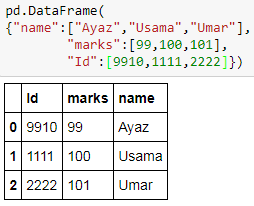 pd.DataFrame(
{"name":["Ayaz","Usama","Umar"],
"marks":[99,100,101],
"Id":[9910,1111,2222]})
Id marks name
0 9910 99 Ayaz
1 1111 100 Usama
2 2222 101 Umar